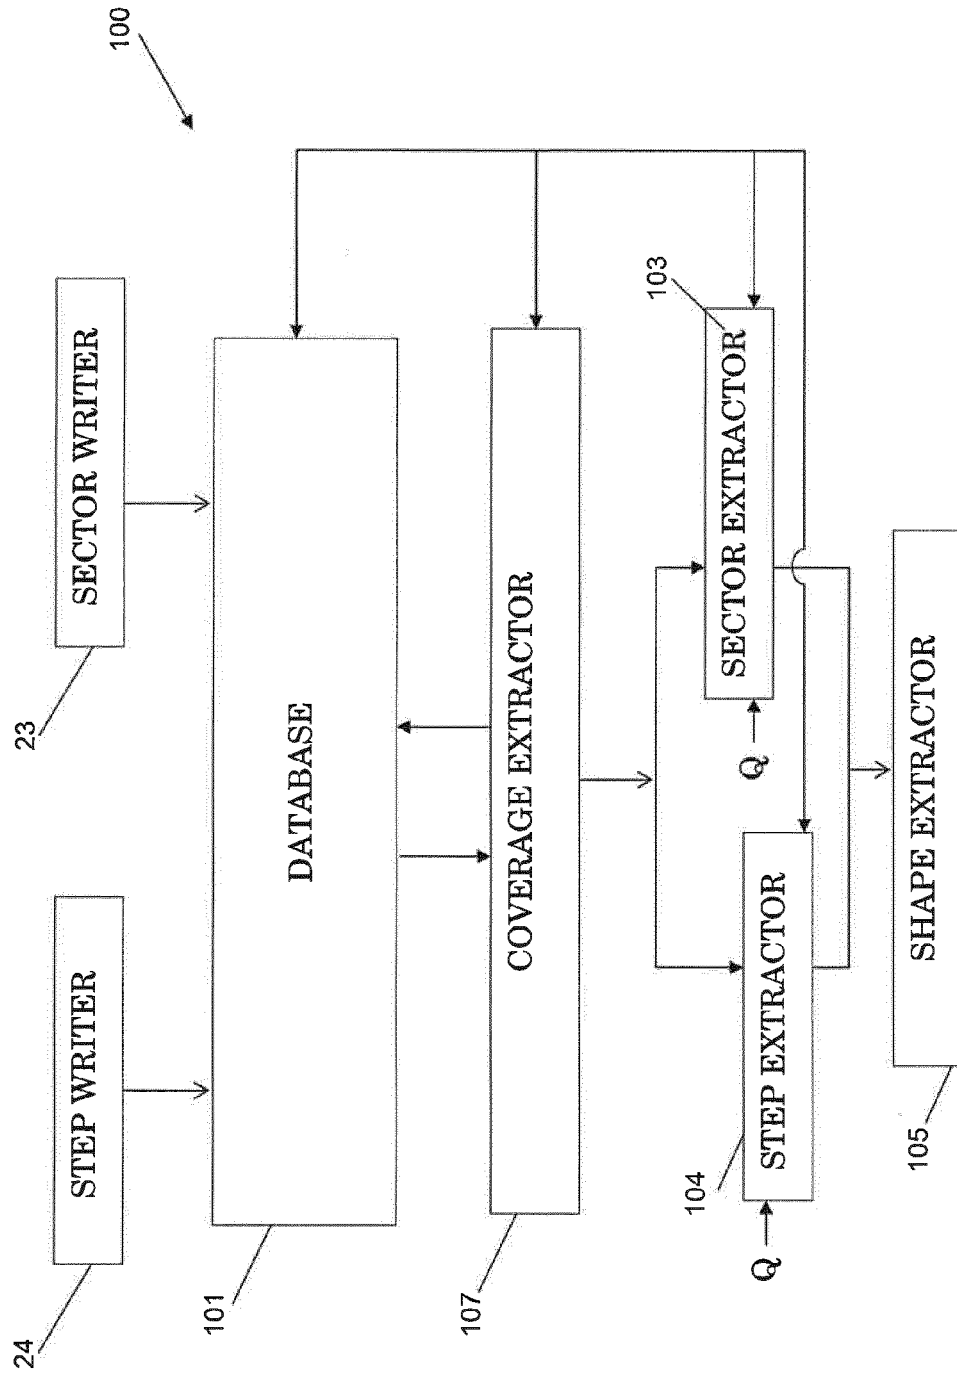 100
STEP WRITER
SECTOR WRITER
24
23
DATABASE
101
COVERAGE EXTRACTOR
107
SECTOR EXTRACTOR
103
Q
STEP EXTRACTOR
104
Q
SHAPE EXTRACTOR
105